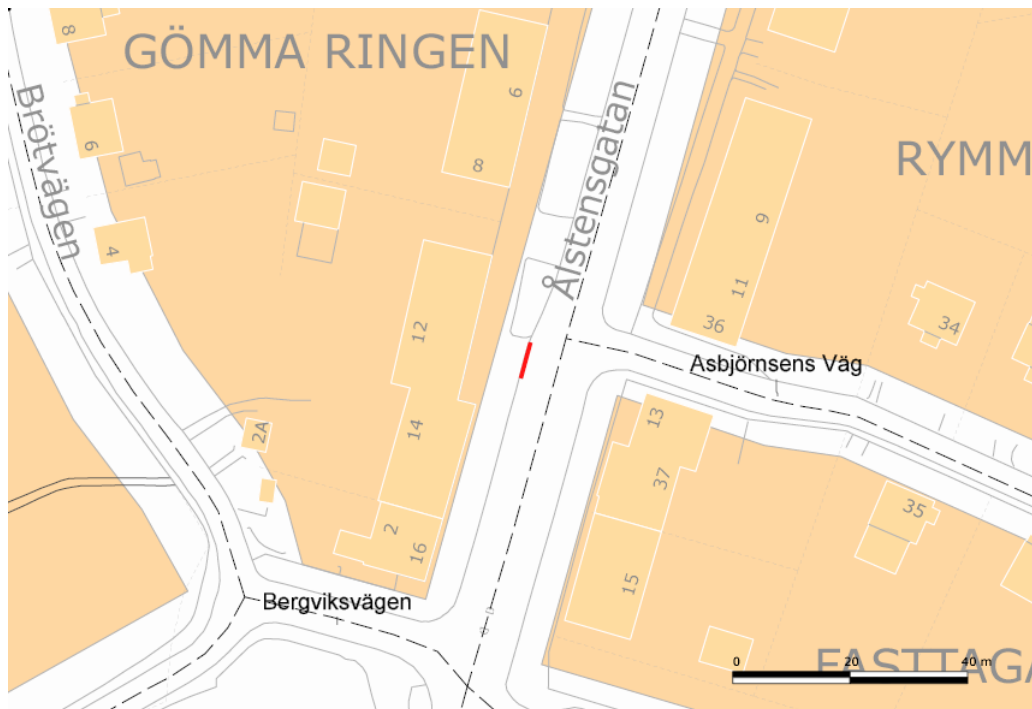 8
GÖMMA RINGEN
6
Ålstensgatan
Brötvägen
6
8
RYMM
9
4
11
36
34
12
Asbjörnsens Väg
2A
14
13
37
35
2
16
15
Bergviksvägen
FASTTAGA
0 20 40 m